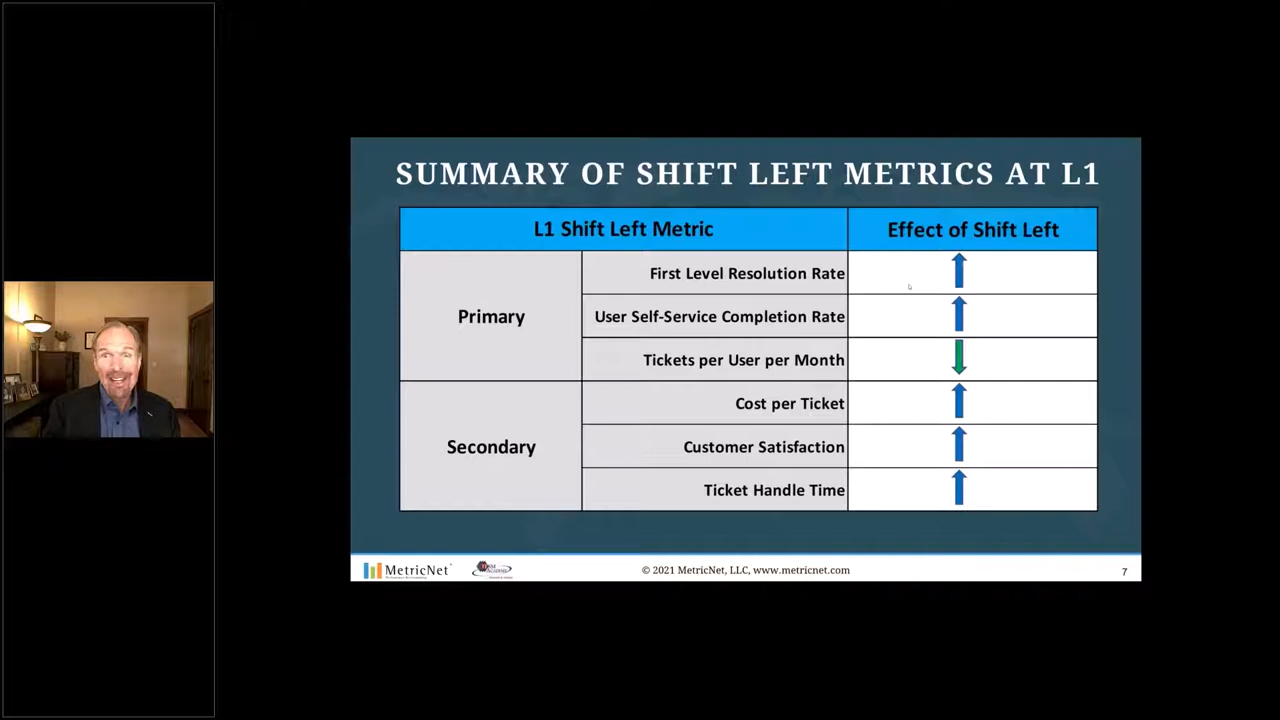 SUMMARY OF SHIFT LEFT METRICS AT L1
L1 Shift Left Metric
Effect of Shift Left
Primary
First Level Resolution Rate
User Self-Service Completion Rate
Tickets per User per Month
Secondary
Cost per Ticket
Customer Satisfaction
Ticket Handle Time
MetricNet
© 2021 MetricNet, LLC, www.metricnet.com
7